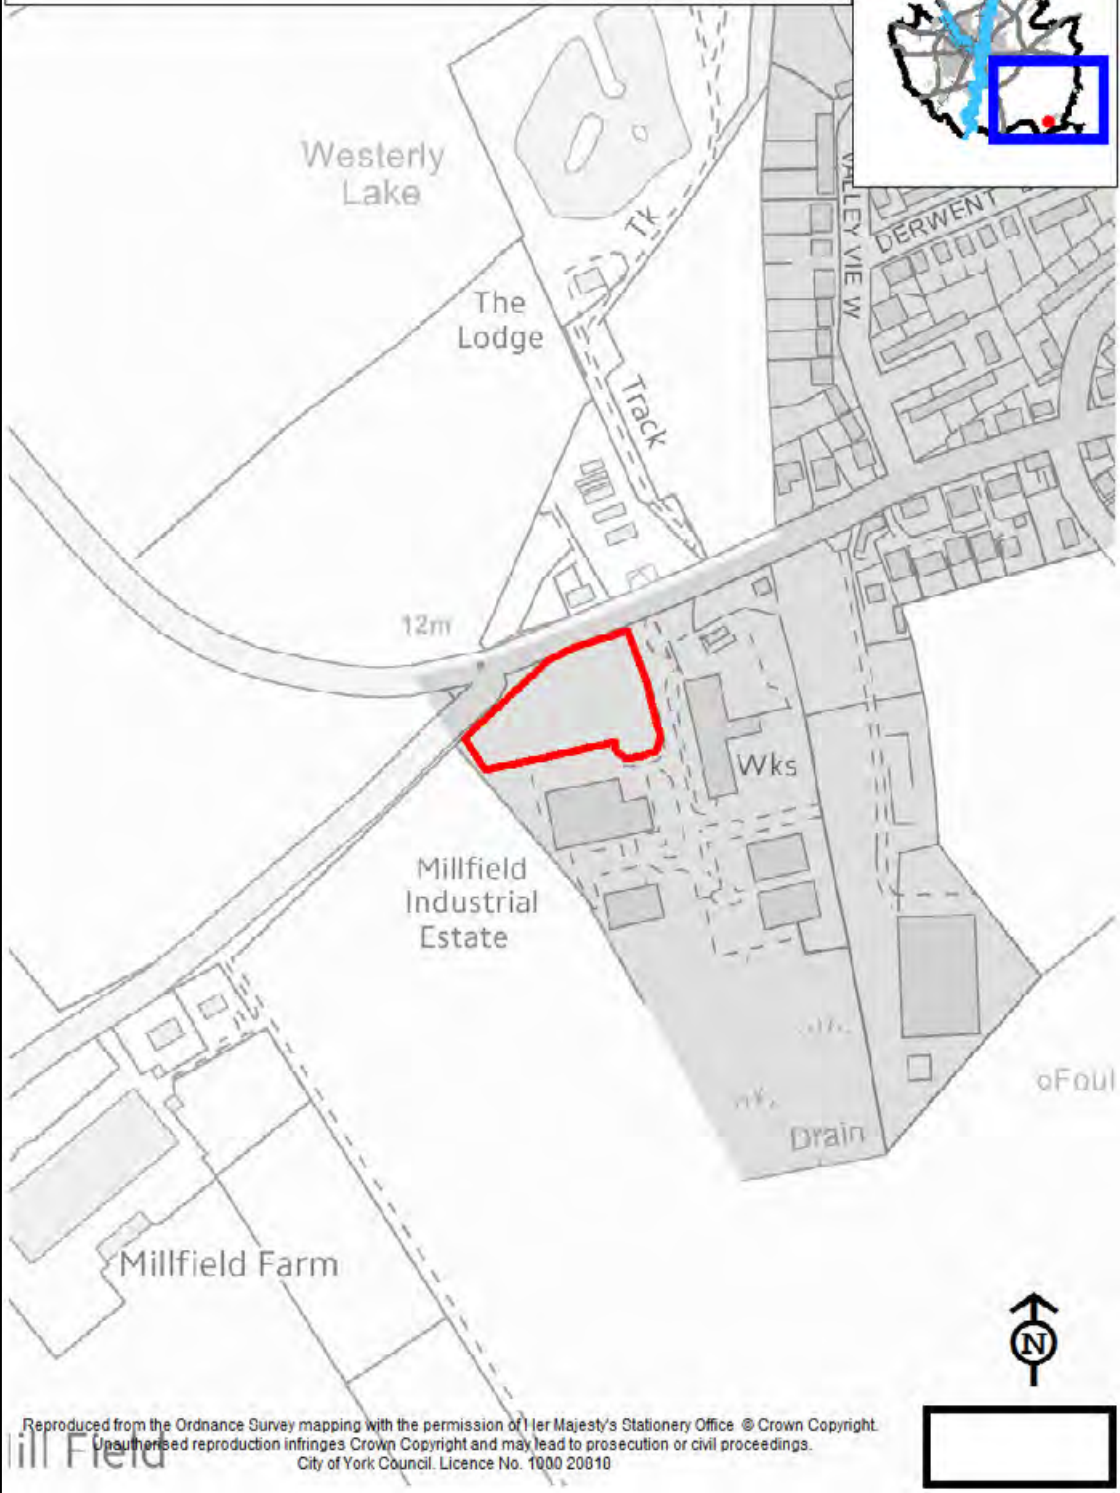 Westerly
Lake
VALLEY VIEW
DERWENT
Tk
The
Lodge
Track
12m
Wks
Millfield
Industrial
Estate
oFoul
Drain
Millfield Farm
N
Reproduced from the Ordnance Survey mapping with the permission of Her Majesty's Stationery Office © Crown Copyright.
Unauthorised reproduction infringes Crown Copyright and may lead to prosecution or civil proceedings.
ill Field
City of York Council. Licence No. 1000 20818